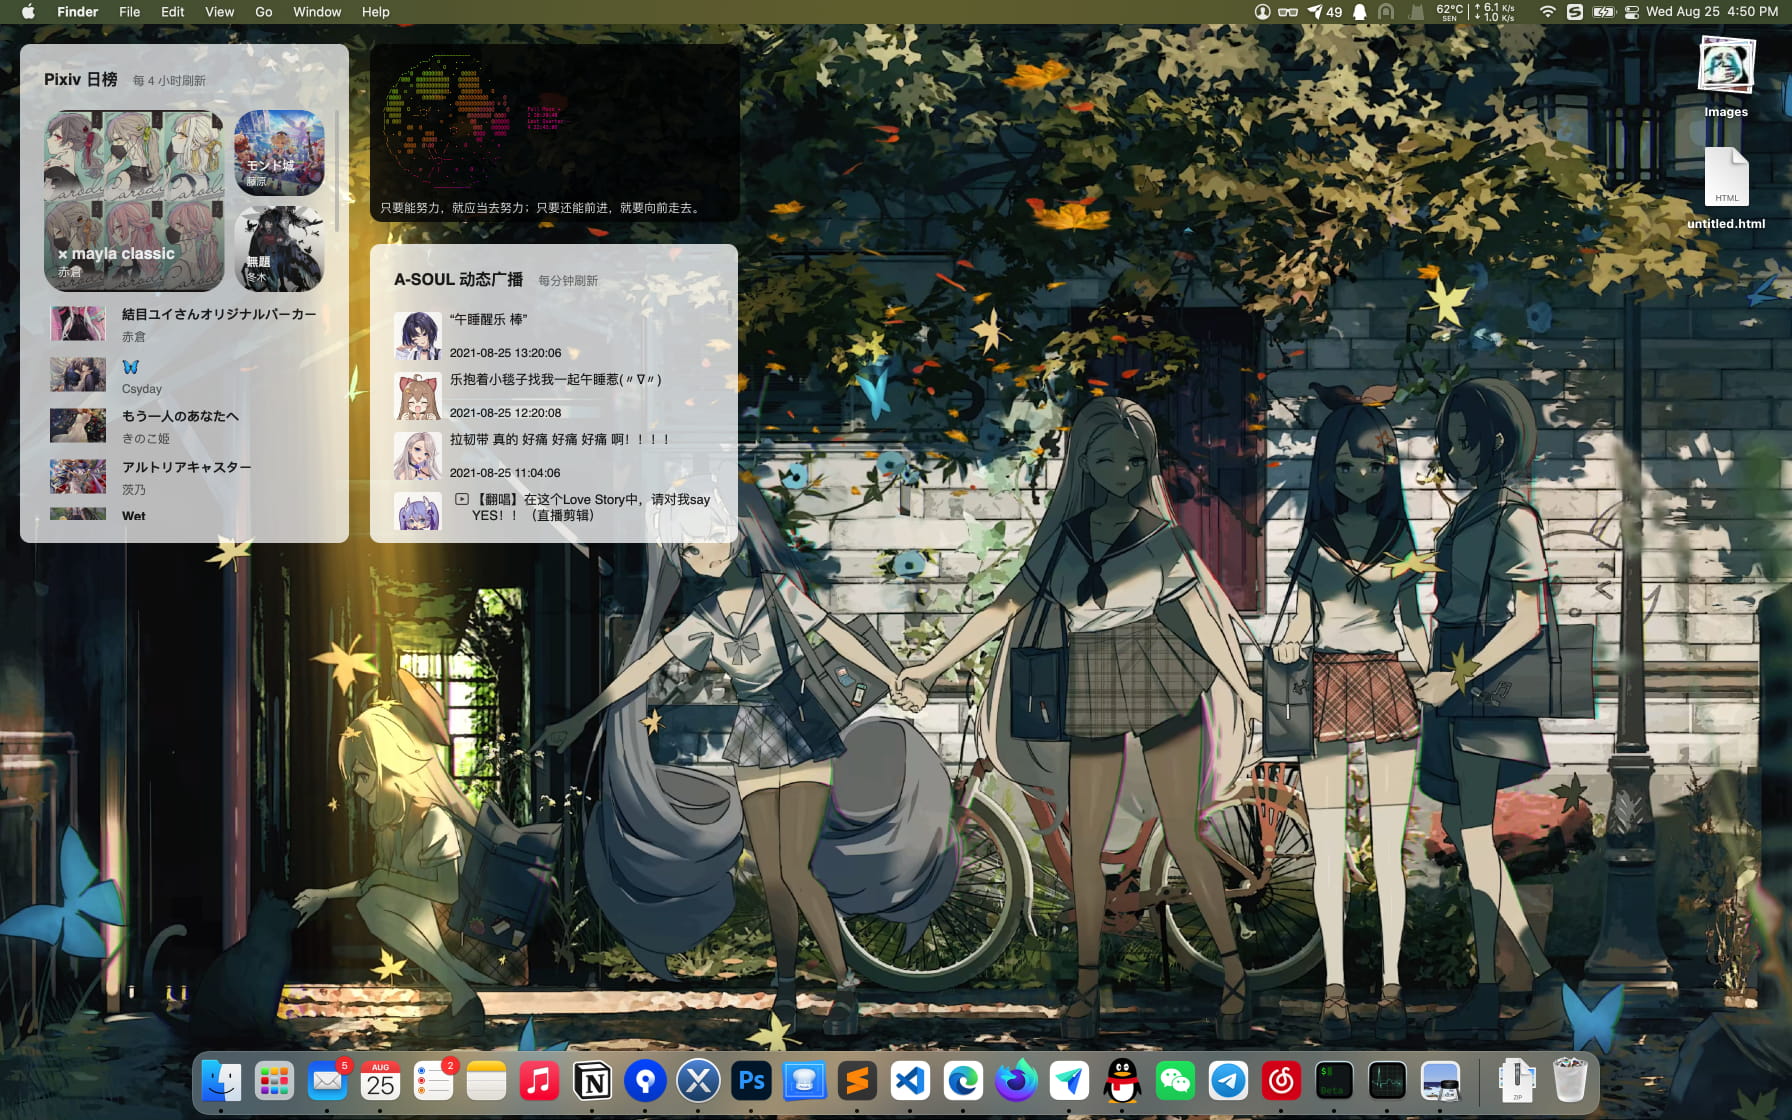 Finder File Edit View Go Window Help
49
62°C
SEN
↑ 6.1 K/s
↓ 1.0 K/s
Wed Aug 25 4:50 PM
Pixiv 日榜 每 4 小时刷新
× mayla classic
赤倉
モンド城
藤原
無題
冬木
結目ユイさんオリジナルパーカー
赤倉
🦋
Csyday
もう一人のあなたへ
きのこ姫
アルトリアキャスター
茨乃
Wet
Full Moon +
Last Quarter -
只要能努力，就应当去努力；只要还能前进，就要向前走去。
A-SOUL 动态广播 每分钟刷新
“午睡醒乐 棒”
2021-08-25 13:20:06
乐抱着小毯子找我一起午睡惹(〃∇〃)
2021-08-25 12:20:08
拉韧带 真的 好痛 好痛 好痛 啊！！！！
2021-08-25 11:04:06
【翻唱】在这个Love Story中，请对我say
YES！！（直播剪辑）
Images
HTML
untitled.html
5
AUG
25
2
N
X
Ps
$
Beta
ZIP